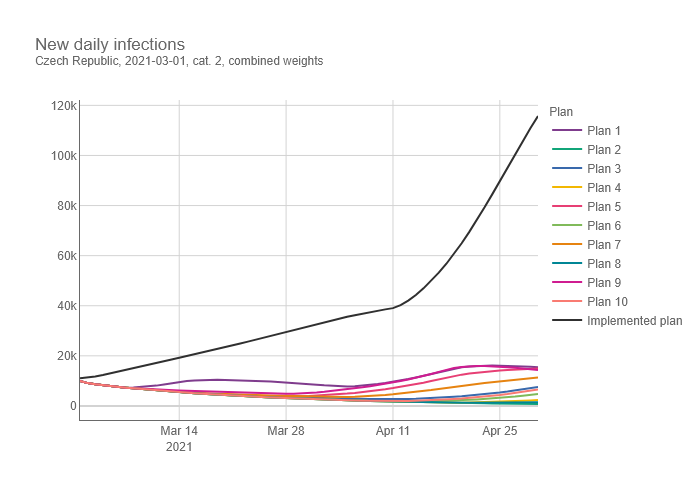 New daily infections
Czech Republic, 2021-03-01, cat. 2, combined weights
120k
100k
80k
60k
40k
20k
0
Mar 14
2021
Mar 28
Apr 11
Apr 25
Plan
Plan 1
Plan 2
Plan 3
Plan 4
Plan 5
Plan 6
Plan 7
Plan 8
Plan 9
Plan 10
Implemented plan